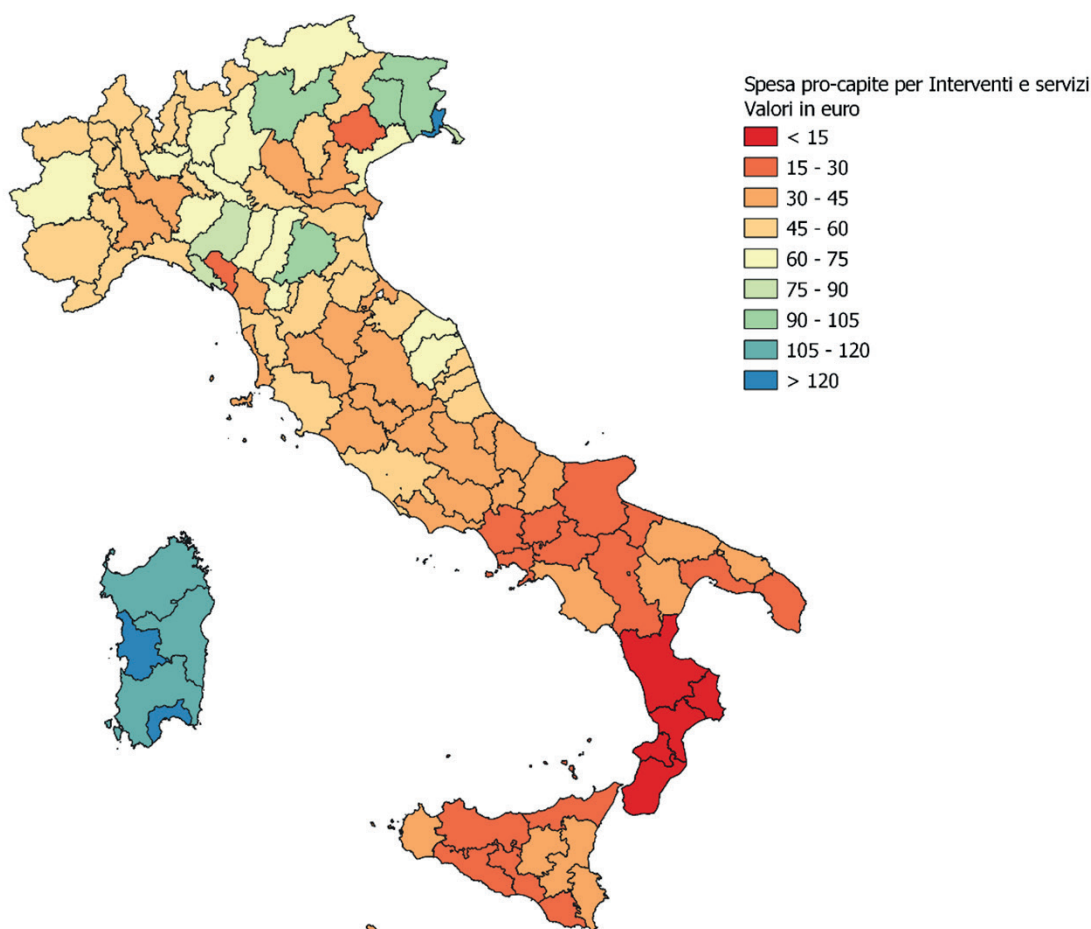 Spesa pro-capite per Interventi e servizi
Valori in euro
< 15
15 - 30
30 - 45
45 - 60
60 - 75
75 - 90
90 - 105
105 - 120
> 120